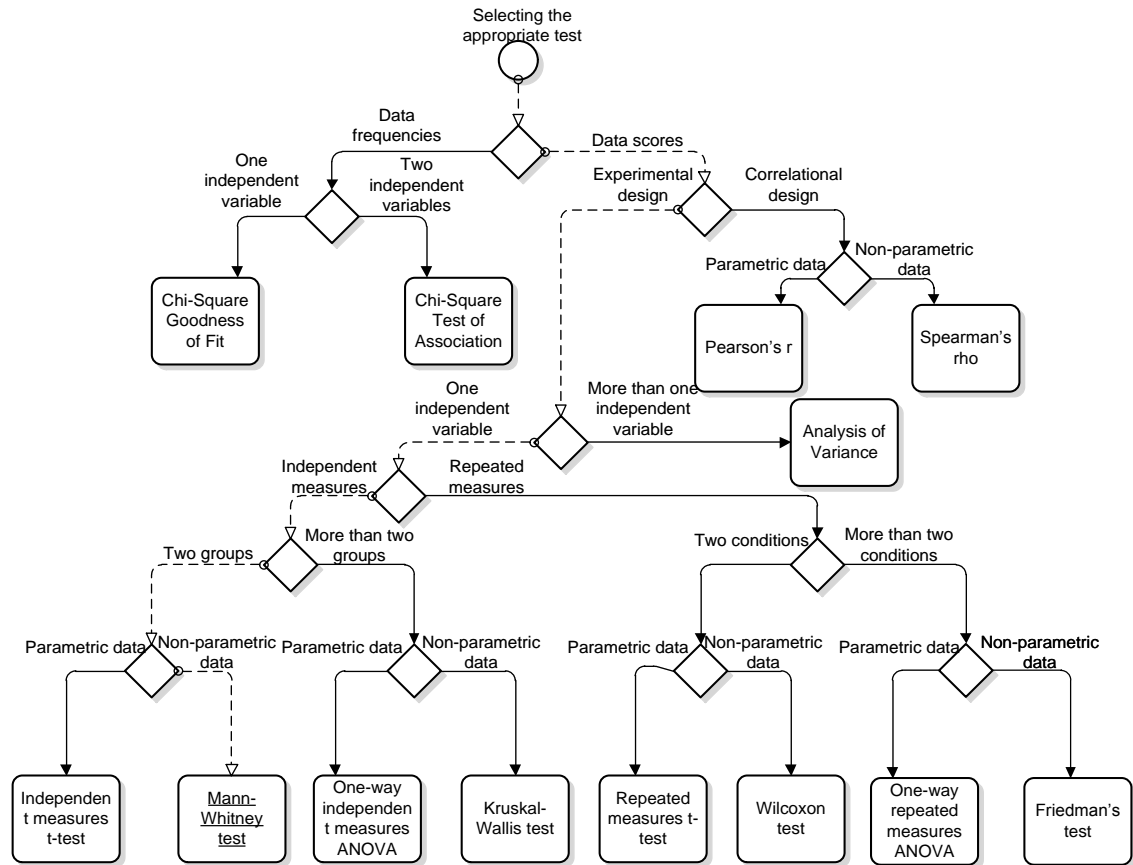 Selecting the
appropriate test
Data
frequencies
Data scores
One
independent
variable
Two
independent
variables
Experimental
design
Correlational
design
Chi-Square
Goodness
of Fit
Chi-Square
Test of
Association
Parametric data
Non-parametric
data
Pearson’s r
Spearman’s
rho
One
independent
variable
More than one
independent
variable
Analysis of
Variance
Independent
measures
Repeated
measures
Two groups
More than two
groups
Two conditions
More than two
conditions
Parametric data
Non-parametric
data
Parametric data
Non-parametric
data
Parametric data
Non-parametric
data
Parametric data
Non-parametric
data
Independen
t measures
t-test
Mann-
Whitney
test
One-way
independen
t measures
ANOVA
Kruskal-
Wallis test
Repeated
measures t-
test
Wilcoxon
test
One-way
repeated
measures
ANOVA
Friedman’s
test